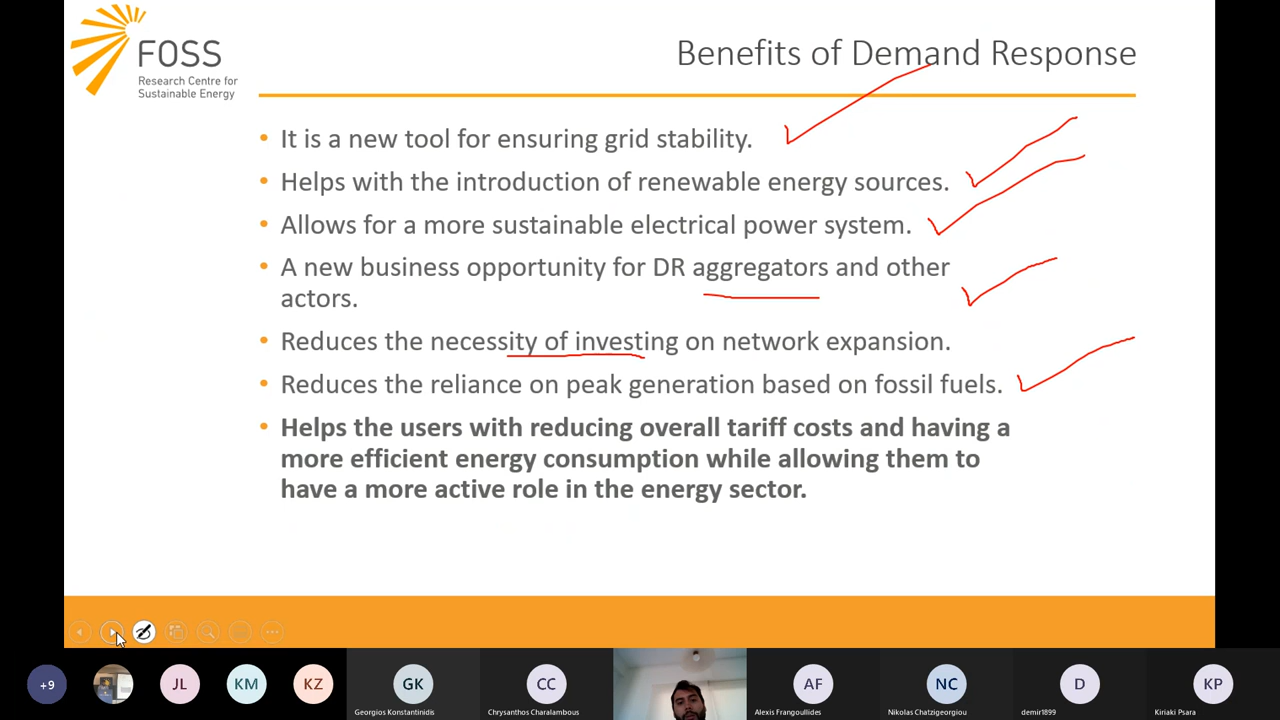 FOSS
Research Centre for
Sustainable Energy
Benefits of Demand Response
• It is a new tool for ensuring grid stability.
• Helps with the introduction of renewable energy sources.
• Allows for a more sustainable electrical power system.
• A new business opportunity for DR aggregators and other
actors.
• Reduces the necessity of investing on network expansion.
• Reduces the reliance on peak generation based on fossil fuels.
• Helps the users with reducing overall tariff costs and having a
more efficient energy consumption while allowing them to
have a more active role in the energy sector.
+9
JL
KM
KZ
GK
Georgios Konstantinidis
CC
Chrysanthos Charalambous
AF
Alexis Frangoullides
NC
Nikolas Chatzigeorgiou
D
demir1899
KP
Kiriaki Psara